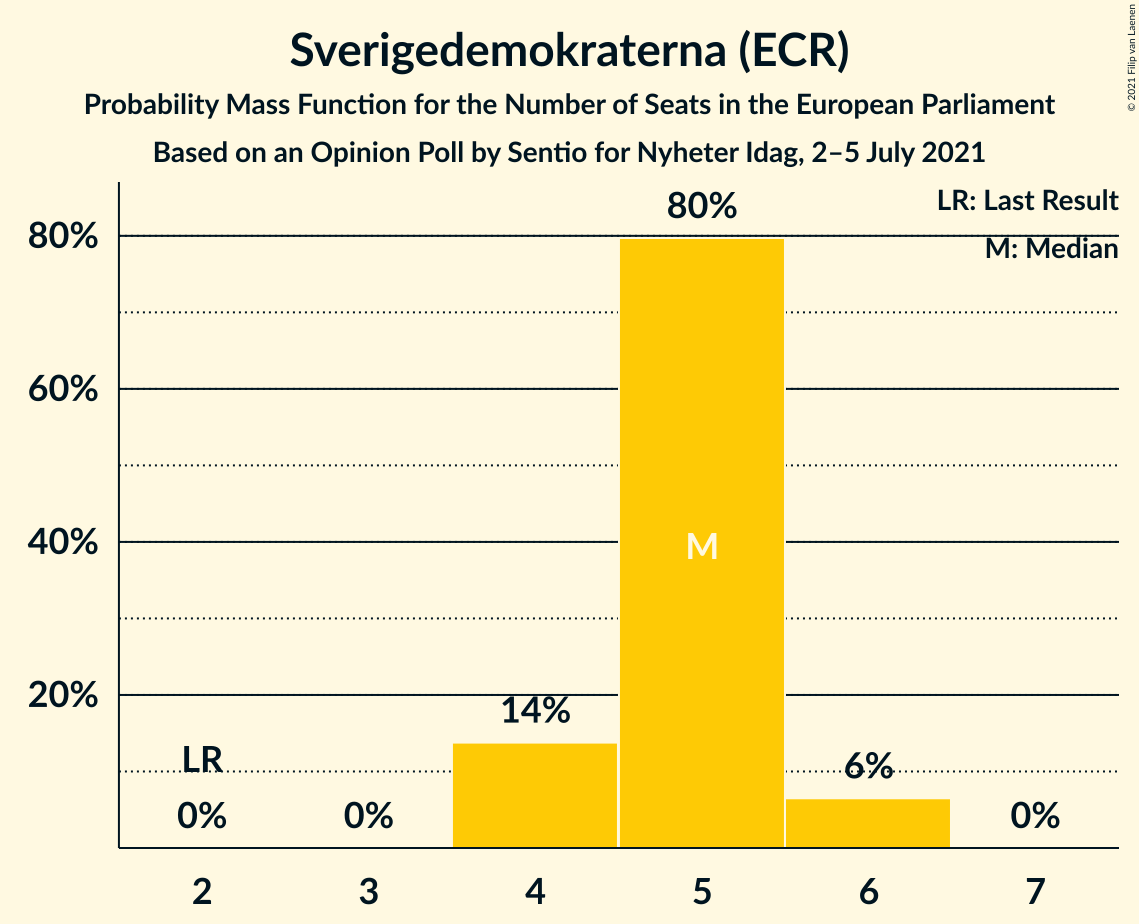 Sverigedemokraterna (ECR)
Probability Mass Function for the Number of Seats in the European Parliament
Based on an Opinion Poll by Sentio for Nyheter Idag, 2–5 July 2021
© 2021 Filip van Laenen
LR: Last Result
M: Median
80%
60%
40%
20%
LR
0%
0%
14%
80%
M
6%
0%
2 3 4 5 6 7